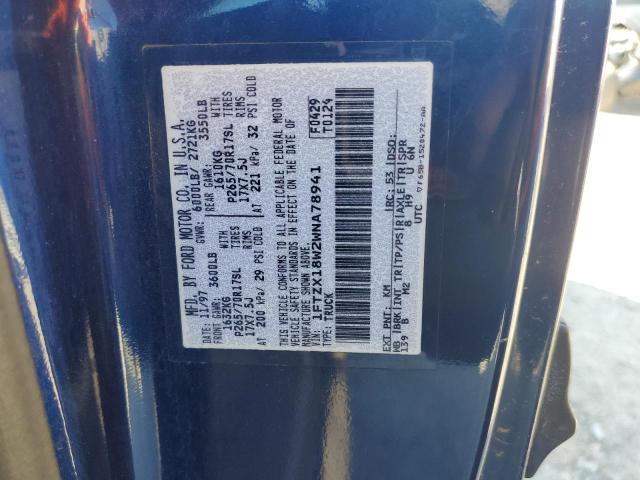 MFD. BY FORD MOTOR CO. IN U.S.A.
DATE: 11/97 GVWR: 6000LB/ 2721KG
FRONT GAWR: 3600LB REAR GAWR: 3550LB
1632KG WITH 1610KG WITH
P265/70R17SL TIRES P265/70R17SL TIRES
17X7.5J RIMS 17X7.5J RIMS
AT 200 kPa/ 29 PSI COLD AT 221 kPa/ 32 PSI COLD
THIS VEHICLE CONFORMS TO ALL APPLICABLE FEDERAL MOTOR
VEHICLE SAFETY STANDARDS IN EFFECT ON THE DATE OF
MANUFACTURE SHOWN ABOVE.
1FTZX18W2WNA78941 F0429
TYPE: TRUCK T0124
EXT PNT: KM RC: 53 DSO:
WB BRK INT TR TP/PS R AXLE TR SPR
139 B M2 8 H9 U 6N
UTC